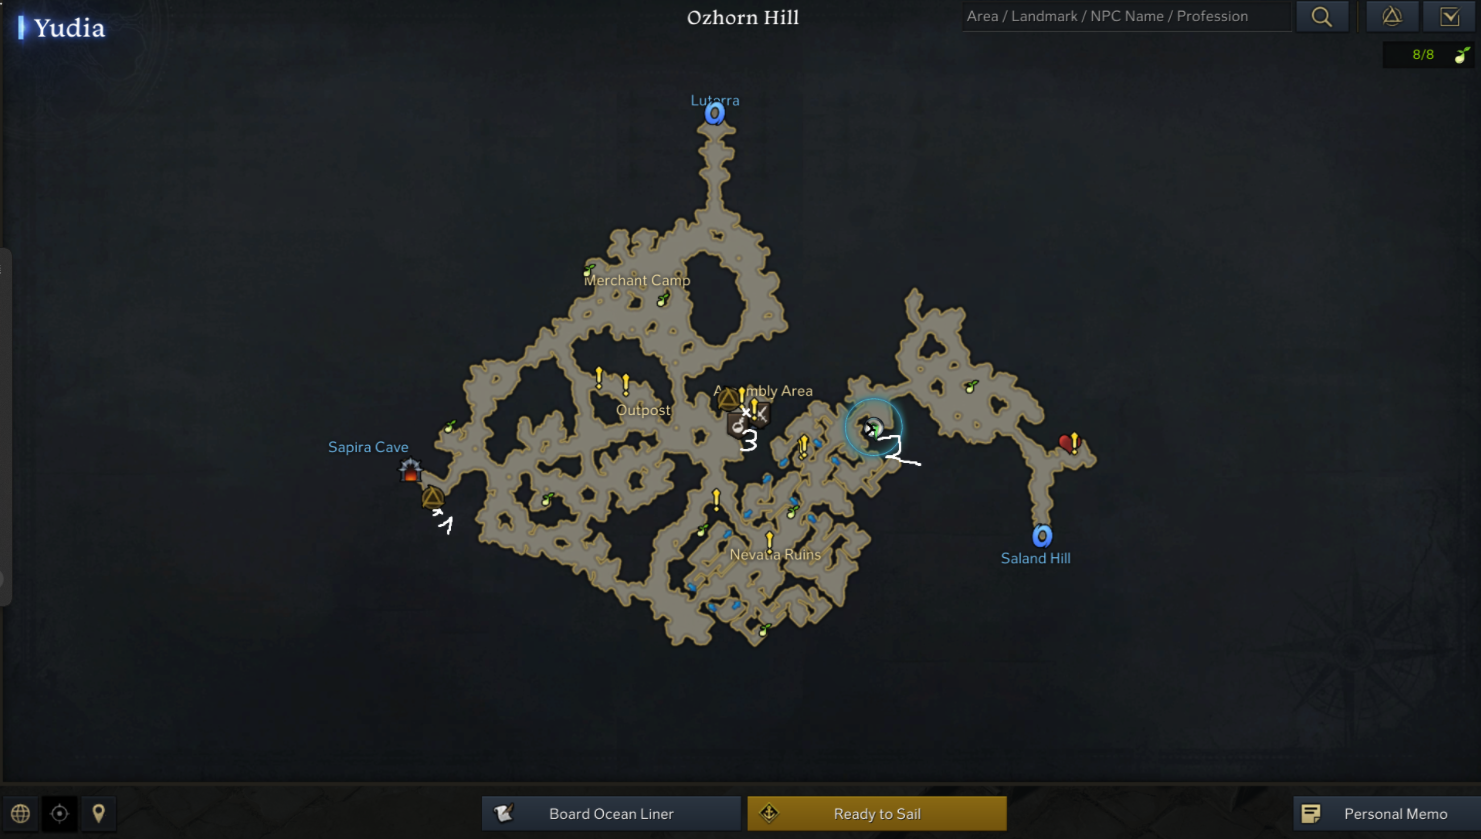 Yudia
Ozhorn Hill
Area / Landmark / NPC Name / Profession
8/8
Luterra
Merchant Camp
Assembly Area
Outpost
3
2
Sapira Cave
1
Nevaria Ruins
Saland Hill
Board Ocean Liner
Ready to Sail
Personal Memo